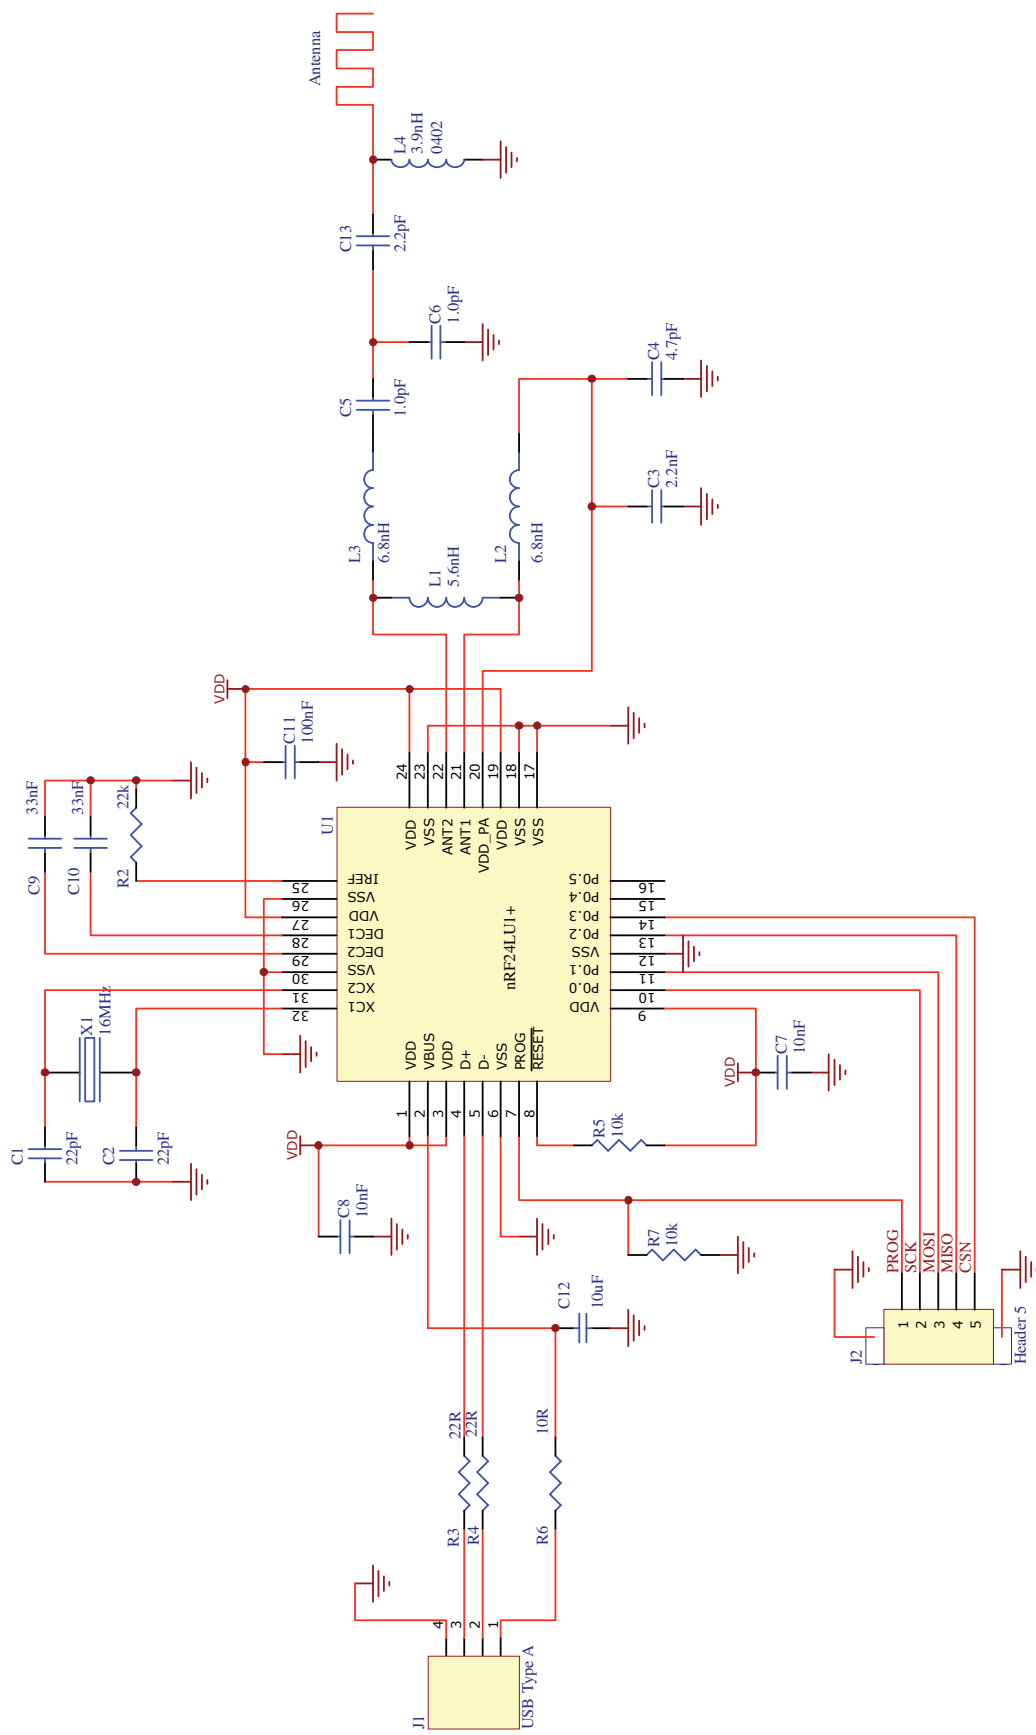 Antenna
L4
3.9nH
0402
C13
2.2pF
C6
1.0pF
C5
1.0pF
C4
4.7pF
C3
2.2nF
L3
6.8nH
L2
6.8nH
L1
5.6nH
VDD
C11
100nF
33nF
33nF
22k
C9
C10
R2
U1
nRF24LU1+
24
23
22
21
20
19
18
17
VDD
VSS
ANT2
ANT1
VDD_PA
VDD
VSS
VSS
IREF
VSS
VDD
DEC1
DEC2
VSS
XC2
XC1
25
26
27
28
29
30
31
32
P0.5
P0.4
P0.3
P0.2
VSS
P0.1
P0.0
VDD
16
15
14
13
12
11
10
9
VDD
VBUS
VDD
D+
D-
VSS
PROG
RESET
1
2
3
4
5
6
7
8
X1
16MHz
C1
22pF
C2
22pF
VDD
C8
10nF
VDD
C7
10nF
R5
10k
R7
10k
C12
10uF
PROG
SCK
MOSI
MISO
CSN
1
2
3
4
5
J2
Header 5
22R
22R
10R
R3
R4
R6
4
3
2
1
J1
USB Type A